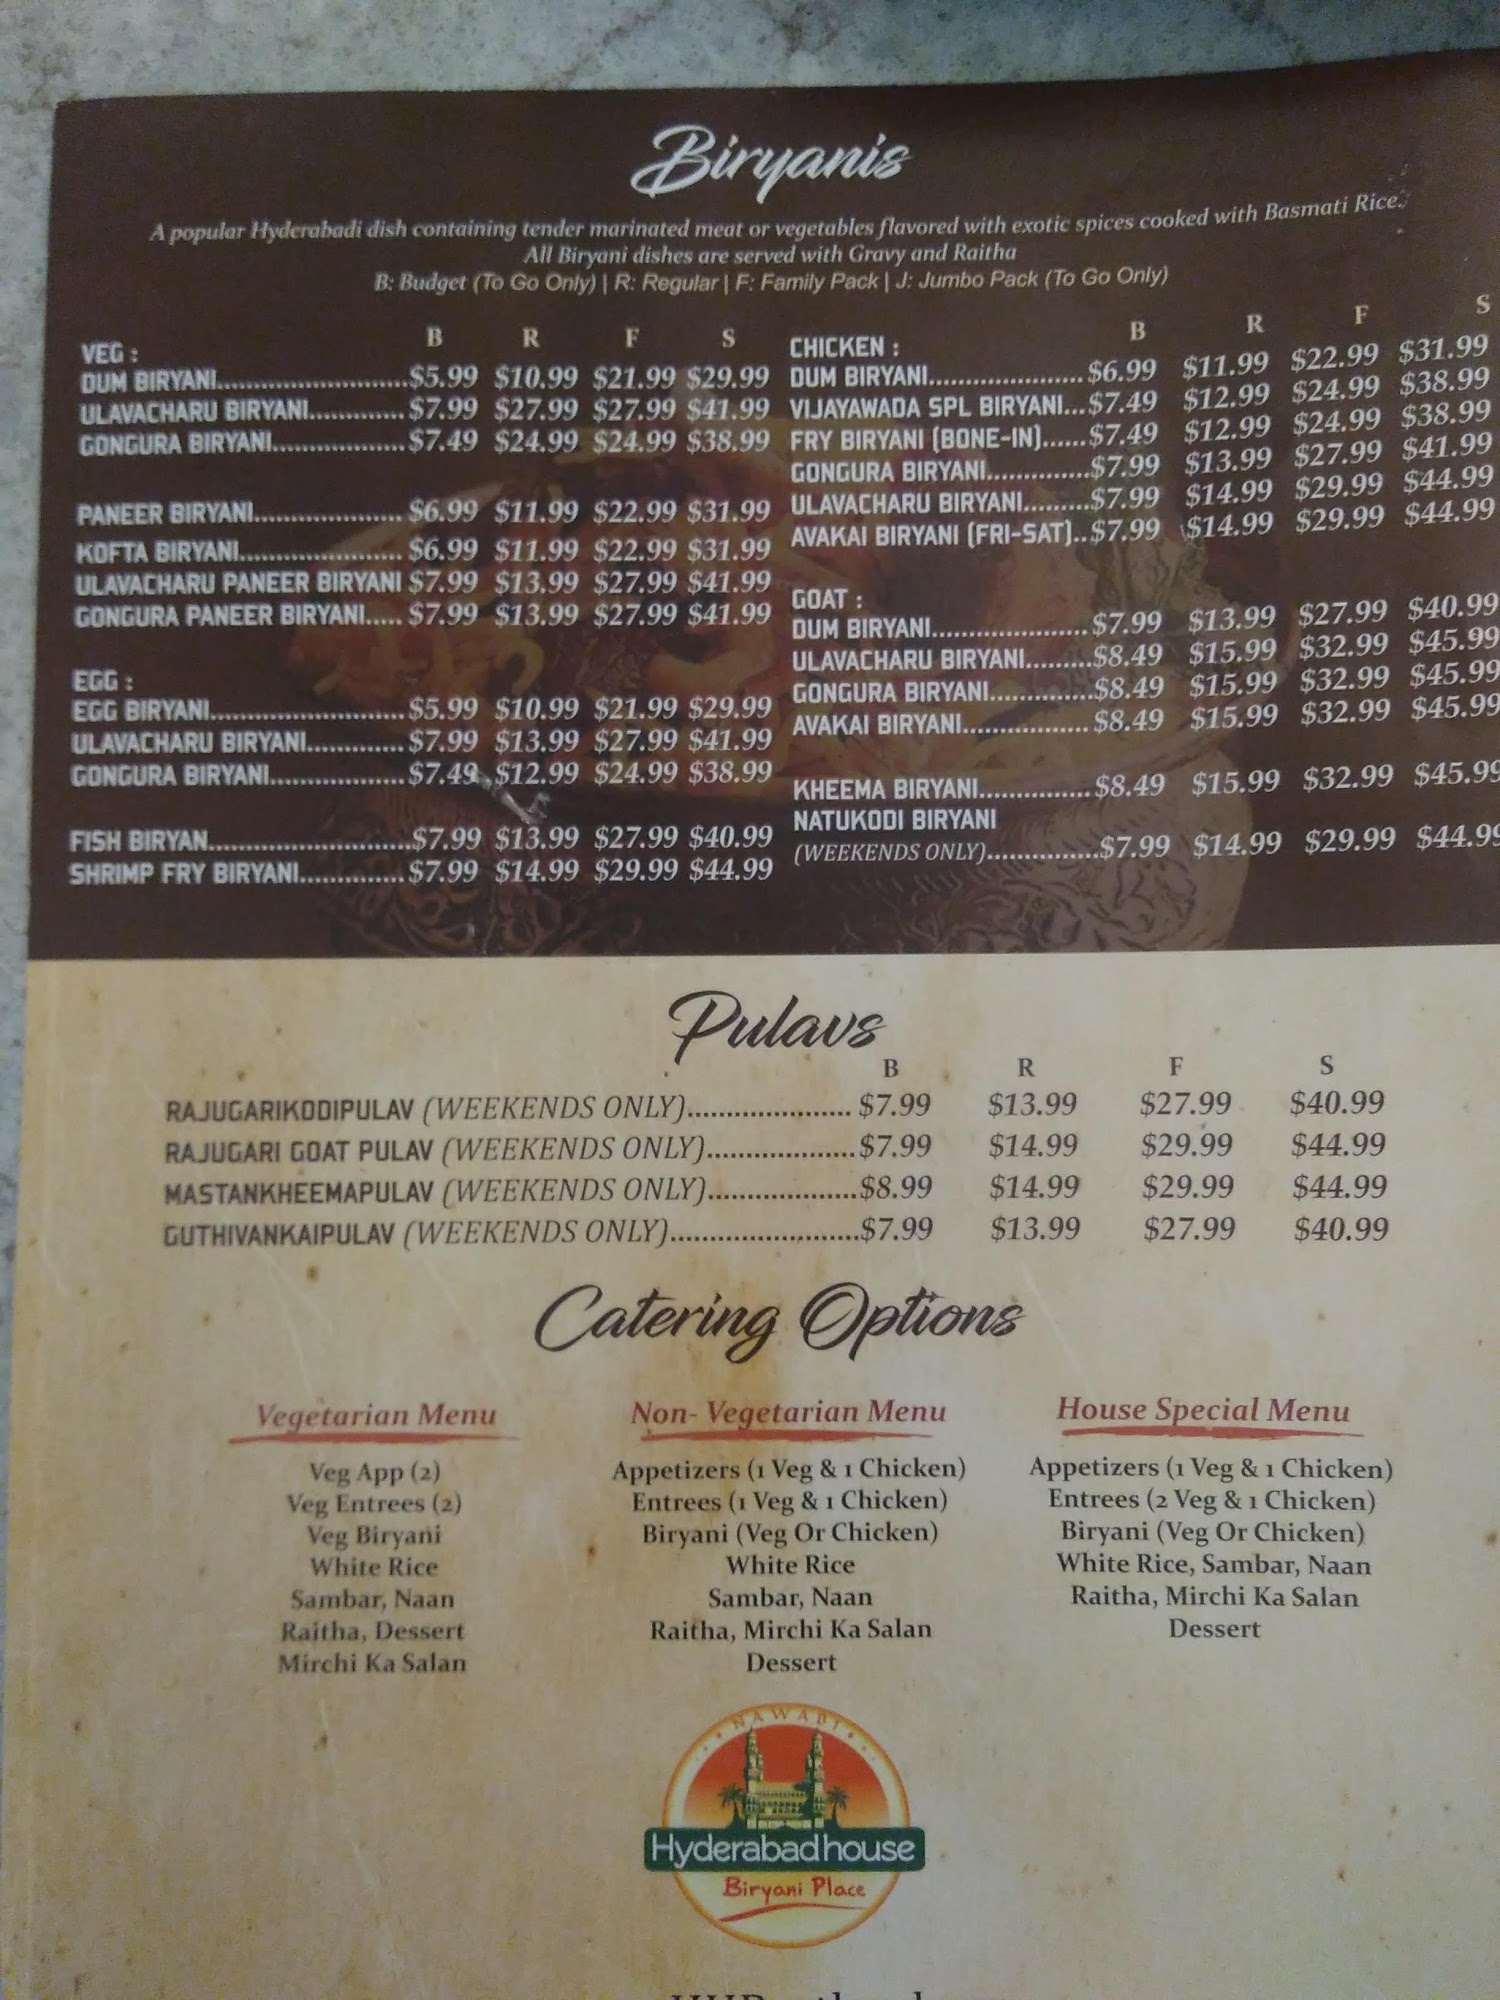 Biryanis
A popular Hyderabadi dish containing tender marinated meat or vegetables flavored with exotic spices cooked with Basmati Rice.
All Biryani dishes are served with Gravy and Raitha
B: Budget (To Go Only) | R: Regular | F: Family Pack | J: Jumbo Pack (To Go Only)
VEG : B R F S
DUM BIRYANI..........................$5.99 $10.99 $21.99 $29.99
ULAVACHARU BIRYANI.............$7.99 $27.99 $27.99 $41.99
GONGURA BIRYANI..................$7.49 $24.99 $24.99 $38.99
PANEER BIRYANI.................... $6.99 $11.99 $22.99 $31.99
KOFTA BIRYANI...................... $6.99 $11.99 $22.99 $31.99
ULAVACHARU PANEER BIRYANI $7.99 $13.99 $27.99 $41.99
GONGURA PANEER BIRYANI..... $7.99 $13.99 $27.99 $41.99
EGG :
EGG BIRYANI.......................... $5.99 $10.99 $21.99 $29.99
ULAVACHARU BIRYANI............. $7.99 $13.99 $27.99 $41.99
GONGURA BIRYANI.................. $7.49 $12.99 $24.99 $38.99
FISH BIRYAN............................$7.99 $13.99 $27.99 $40.99
SHRIMP FRY BIRYANI..............$7.99 $14.99 $29.99 $44.99
CHICKEN : B R F S
DUM BIRYANI.....................$6.99 $11.99 $22.99 $31.99
VIJAYAWADA SPL BIRYANI...$7.49 $12.99 $24.99 $38.99
FRY BIRYANI (BONE-IN)......$7.49 $12.99 $24.99 $38.99
GONGURA BIRYANI..............$7.99 $13.99 $27.99 $41.99
ULAVACHARU BIRYANI.........$7.99 $14.99 $29.99 $44.99
AVAKAI BIRYANI (FRI-SAT)..$7.99 $14.99 $29.99 $44.99
GOAT :
DUM BIRYANI.....................$7.99 $13.99 $27.99 $40.99
ULAVACHARU BIRYANI.........$8.49 $15.99 $32.99 $45.99
GONGURA BIRYANI..............$8.49 $15.99 $32.99 $45.99
AVAKAI BIRYANI.................$8.49 $15.99 $32.99 $45.99
KHEEMA BIRYANI...............$8.49 $15.99 $32.99 $45.99
NATUKODI BIRYANI
(WEEKENDS ONLY)...............$7.99 $14.99 $29.99 $44.99
Pulavs
B R F S
RAJUGARIKODIPULAV (WEEKENDS ONLY)...................... $7.99 $13.99 $27.99 $40.99
RAJUGARI GOAT PULAV (WEEKENDS ONLY)....................$7.99 $14.99 $29.99 $44.99
MASTANKHEEMAPULAV (WEEKENDS ONLY).....................$8.99 $14.99 $29.99 $44.99
GUTHIVANKAIPULAV (WEEKENDS ONLY)..........................$7.99 $13.99 $27.99 $40.99
Catering Options
Vegetarian Menu
Veg App (2)
Veg Entrees (2)
Veg Biryani
White Rice
Sambar, Naan
Raitha, Dessert
Mirchi Ka Salan
Non- Vegetarian Menu
Appetizers (1 Veg & 1 Chicken)
Entrees (1 Veg & 1 Chicken)
Biryani (Veg Or Chicken)
White Rice
Sambar, Naan
Raitha, Mirchi Ka Salan
Dessert
House Special Menu
Appetizers (1 Veg & 1 Chicken)
Entrees (2 Veg & 1 Chicken)
Biryani (Veg Or Chicken)
White Rice, Sambar, Naan
Raitha, Mirchi Ka Salan
Dessert
NAWABI
Hyderabad house
Biryani Place